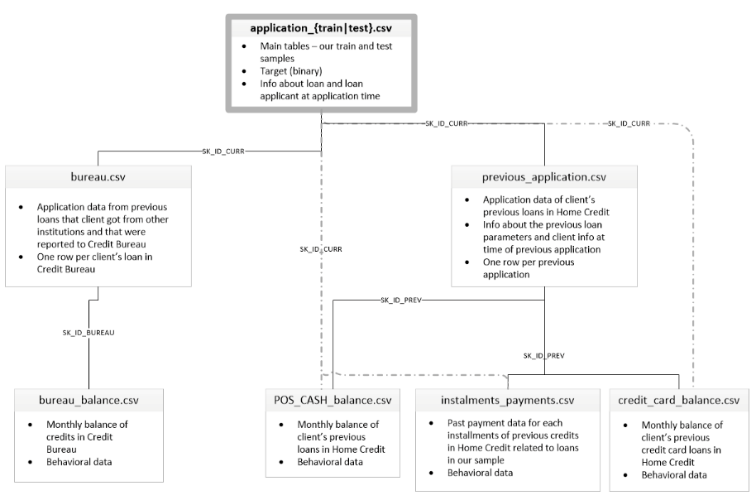 application_{train|test}.csv
• Main tables – our train and test
samples
• Target (binary)
• Info about loan and loan
applicant at application time
SK_ID_CURR
SK_ID_CURR
SK_ID_CURR
bureau.csv
• Application data from previous
loans that client got from other
institutions and that were
reported to Credit Bureau
• One row per client's loan in
Credit Bureau
previous_application.csv
• Application data of client's
previous loans in Home Credit
• Info about the previous loan
parameters and client info at
time of previous application
• One row per previous
application
SK_ID_CURR
SK_ID_PREV
SK_ID_BUREAU
SK_ID_PREV
bureau_balance.csv
• Monthly balance of
credits in Credit
Bureau
• Behavioral data
POS_CASH_balance.csv
• Monthly balance of
client's previous
loans in Home Credit
• Behavioral data
instalments_payments.csv
• Past payment data for each
installments of previous credits
in Home Credit related to loans
in our sample
• Behavioral data
credit_card_balance.csv
• Monthly balance of
client's previous
credit card loans in
Home Credit
• Behavioral data